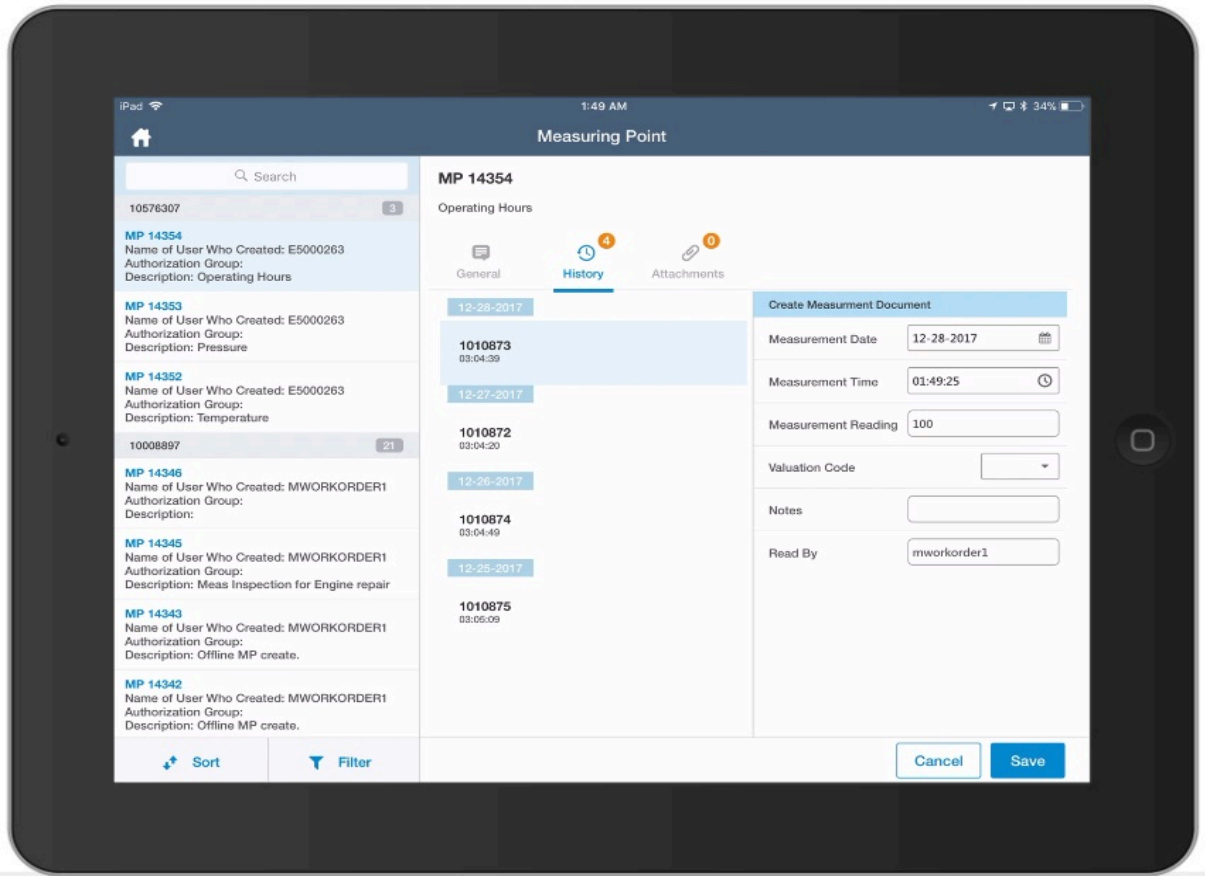 iPad
1:49 AM
34%
Measuring Point
Search
10576307
3
MP 14354
Name of User Who Created: E5000263
Authorization Group:
Description: Operating Hours
MP 14353
Name of User Who Created: E5000263
Authorization Group:
Description: Pressure
MP 14352
Name of User Who Created: E5000263
Authorization Group:
Description: Temperature
10008897
21
MP 14346
Name of User Who Created: MWORKORDER1
Authorization Group:
Description:
MP 14345
Name of User Who Created: MWORKORDER1
Authorization Group:
Description: Meas Inspection for Engine repair
MP 14343
Name of User Who Created: MWORKORDER1
Authorization Group:
Description: Offline MP create.
MP 14342
Name of User Who Created: MWORKORDER1
Authorization Group:
Description: Offline MP create.
Sort
Filter
MP 14354
Operating Hours
General
4
History
0
Attachments
12-28-2017
1010873
03:04:39
12-27-2017
1010872
03:04:20
12-26-2017
1010874
03:04:49
12-25-2017
1010875
03:05:09
Create Measurment Document
Measurement Date 12-28-2017
Measurement Time 01:49:25
Measurement Reading 100
Valuation Code
Notes
Read By mworkorder1
Cancel
Save